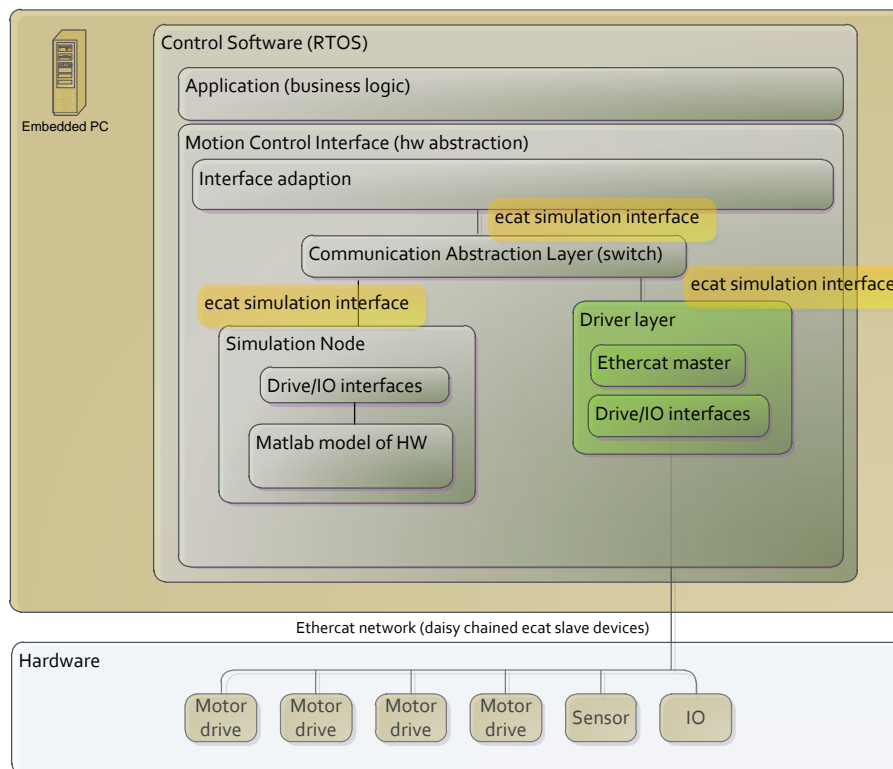 Control Software (RTOS)
Embedded PC
Application (business logic)
Motion Control Interface (hw abstraction)
Interface adaption
ecat simulation interface
Communication Abstraction Layer (switch)
ecat simulation interface
ecat simulation interface
Driver layer
Simulation Node
Ethercat master
Drive/IO interfaces
Drive/IO interfaces
Matlab model of HW
Ethercat network (daisy chained ecat slave devices)
Hardware
Motor
drive
Motor
drive
Motor
drive
Motor
drive
Sensor
IO